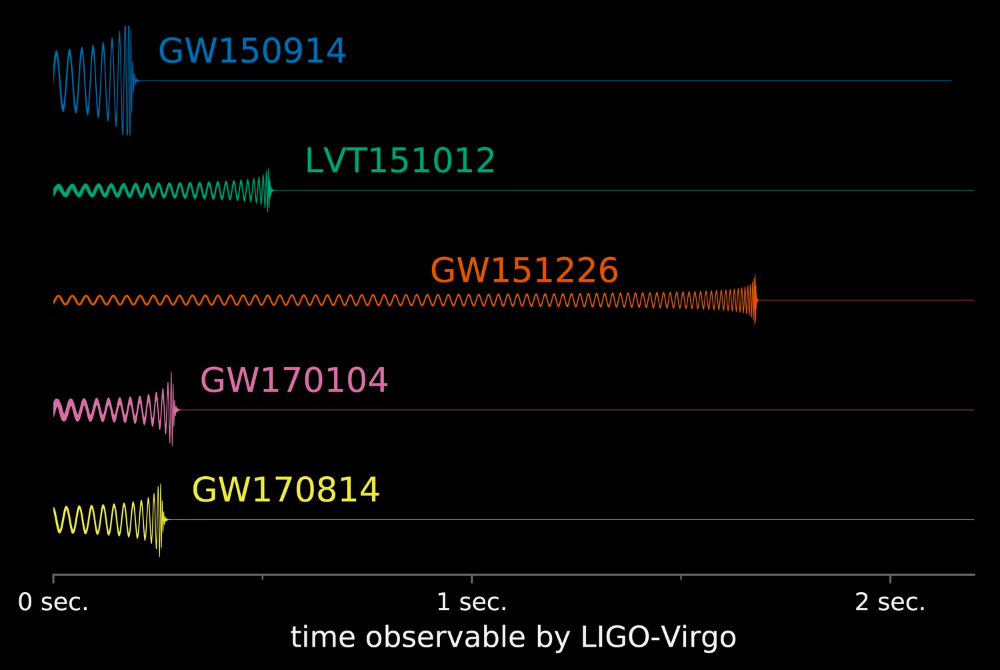 GW150914
LVT151012
GW151226
GW170104
GW170814
0 sec. 1 sec. 2 sec.
time observable by LIGO-Virgo